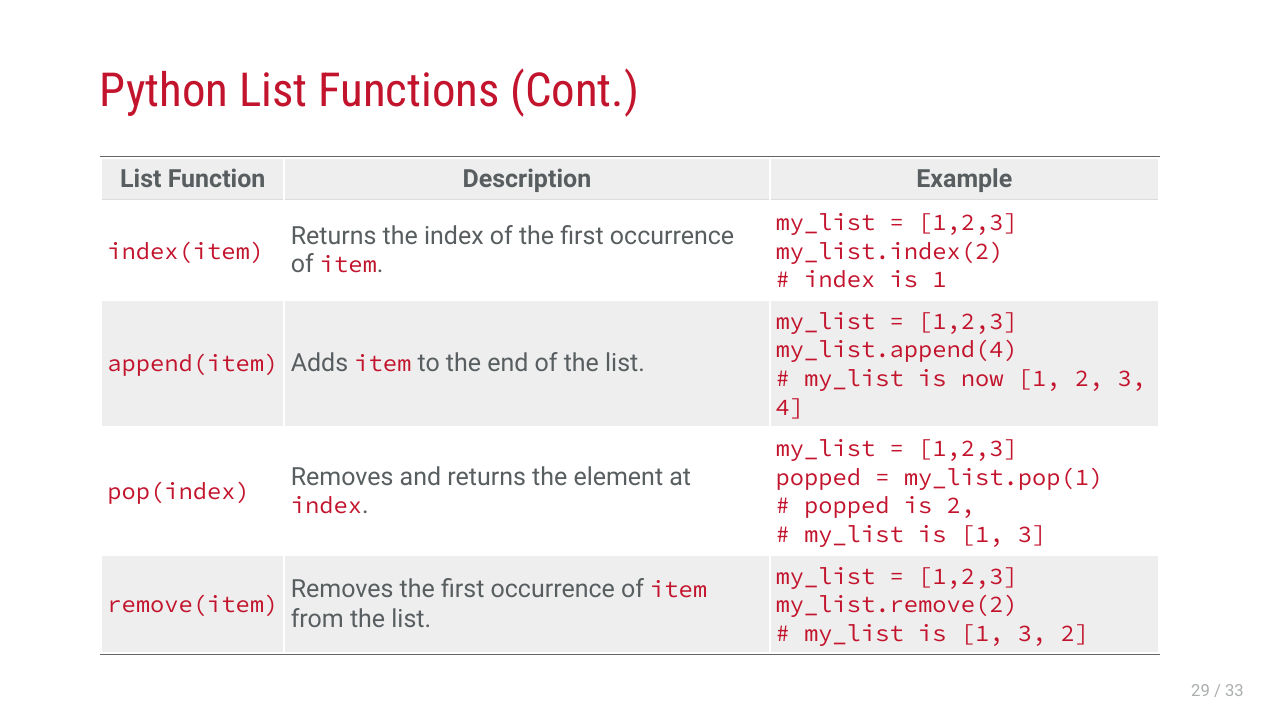 Python List Functions (Cont.)
List Function Description Example
index(item)
Returns the index of the first occurrence
of item.
my_list = [1,2,3]
my_list.index(2)
# index is 1
append(item)
Adds item to the end of the list.
my_list = [1,2,3]
my_list.append(4)
# my_list is now [1, 2, 3,
4]
pop(index)
Removes and returns the element at
index.
my_list = [1,2,3]
popped = my_list.pop(1)
# popped is 2,
# my_list is [1, 3]
remove(item)
Removes the first occurrence of item
from the list.
my_list = [1,2,3]
my_list.remove(2)
# my_list is [1, 3, 2]
29 / 33